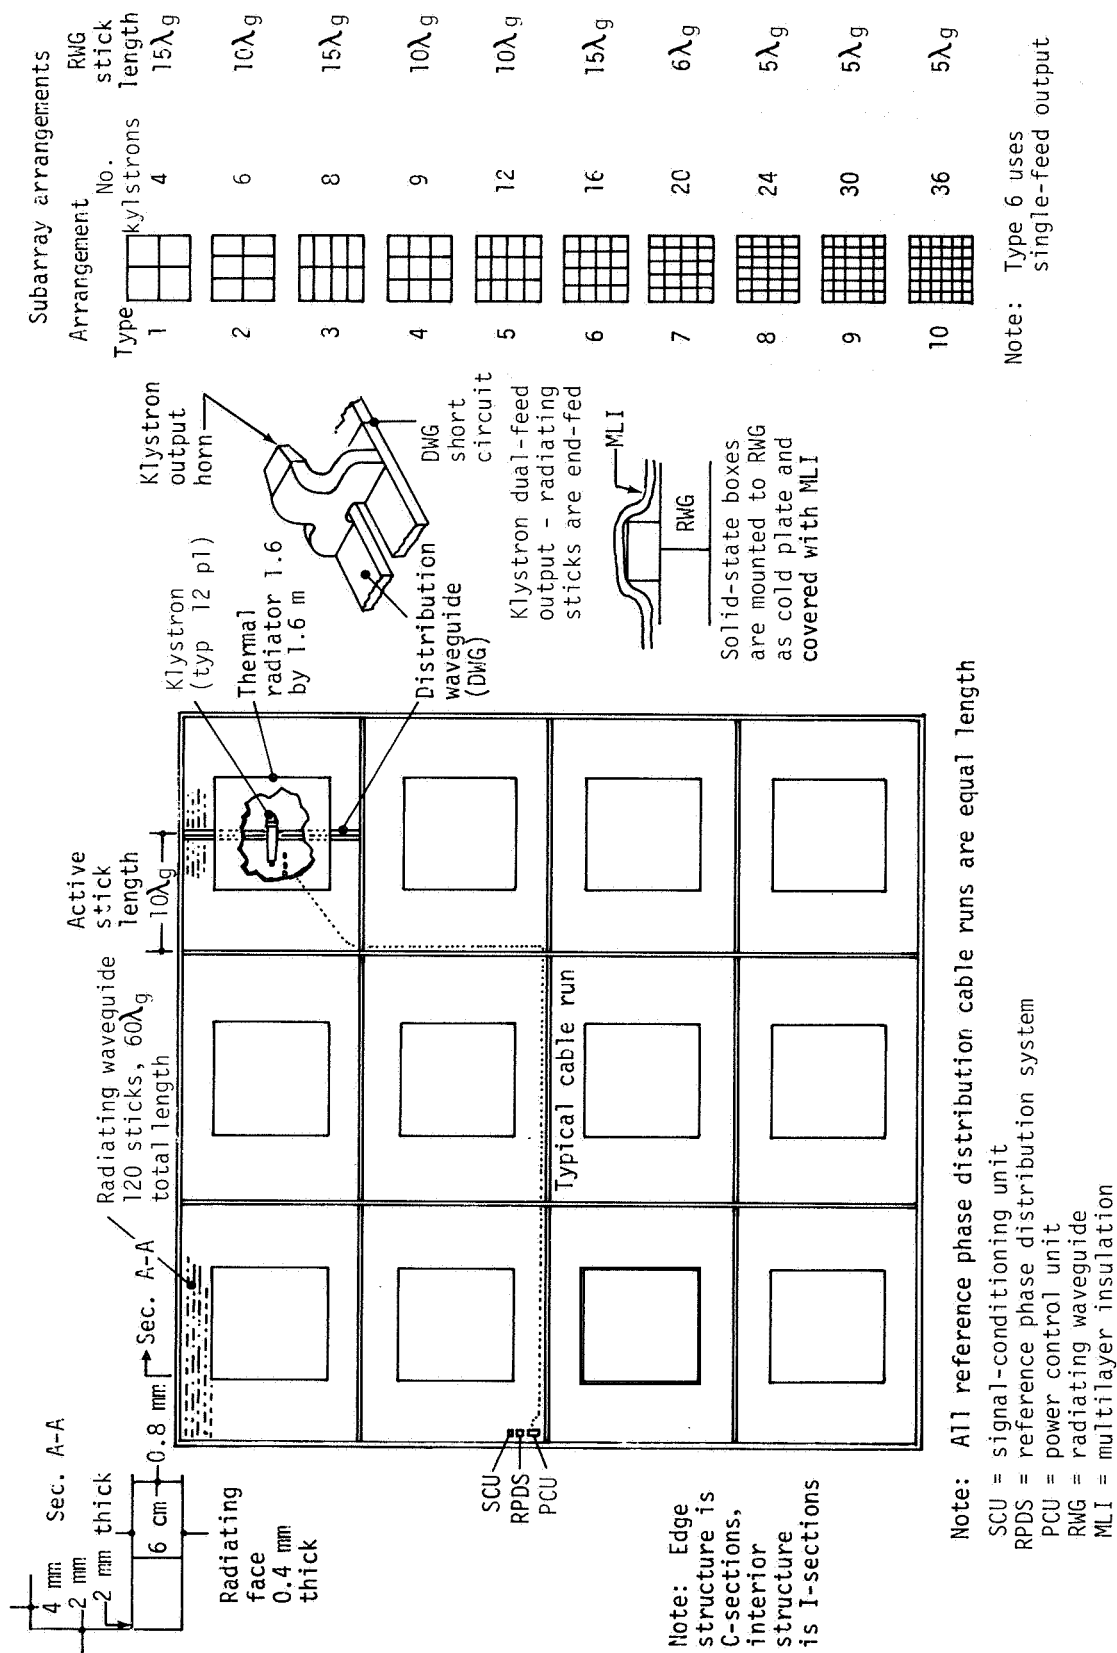 4 mm Sec. A-A
2 mm
2 mm thick
6 cm
0.8 mm
Sec. A-A
Radiating
face
0.4 mm
thick
Radiating waveguide
120 sticks, 60λg
total length
Active
stick
length
10λg
Klystron
(typ 12 pl)
Thermal
radiator 1.6
by 1.6 m
Distribution
waveguide
(DWG)
Klystron
output
horn
DWG
short
circuit
Klystron dual-feed
output - radiating
sticks are end-fed
MLI
RWG
Solid-state boxes
are mounted to RWG
as cold plate and
covered with MLI
SCU
RPDS
PCU
Typical cable run
Note: Edge
structure is
C-sections,
interior
structure
is I-sections
Subarray arrangements
Type Arrangement No. kylstrons RWG stick length
1 4 15λg
2 6 10λg
3 8 15λg
4 9 10λg
5 12 10λg
6 16 15λg
7 20 6λg
8 24 5λg
9 30 5λg
10 36 5λg
Note: Type 6 uses
single-feed output
Note: All reference phase distribution cable runs are equal length
SCU = signal-conditioning unit
RPDS = reference phase distribution system
PCU = power control unit
RWG = radiating waveguide
MLI = multilayer insulation